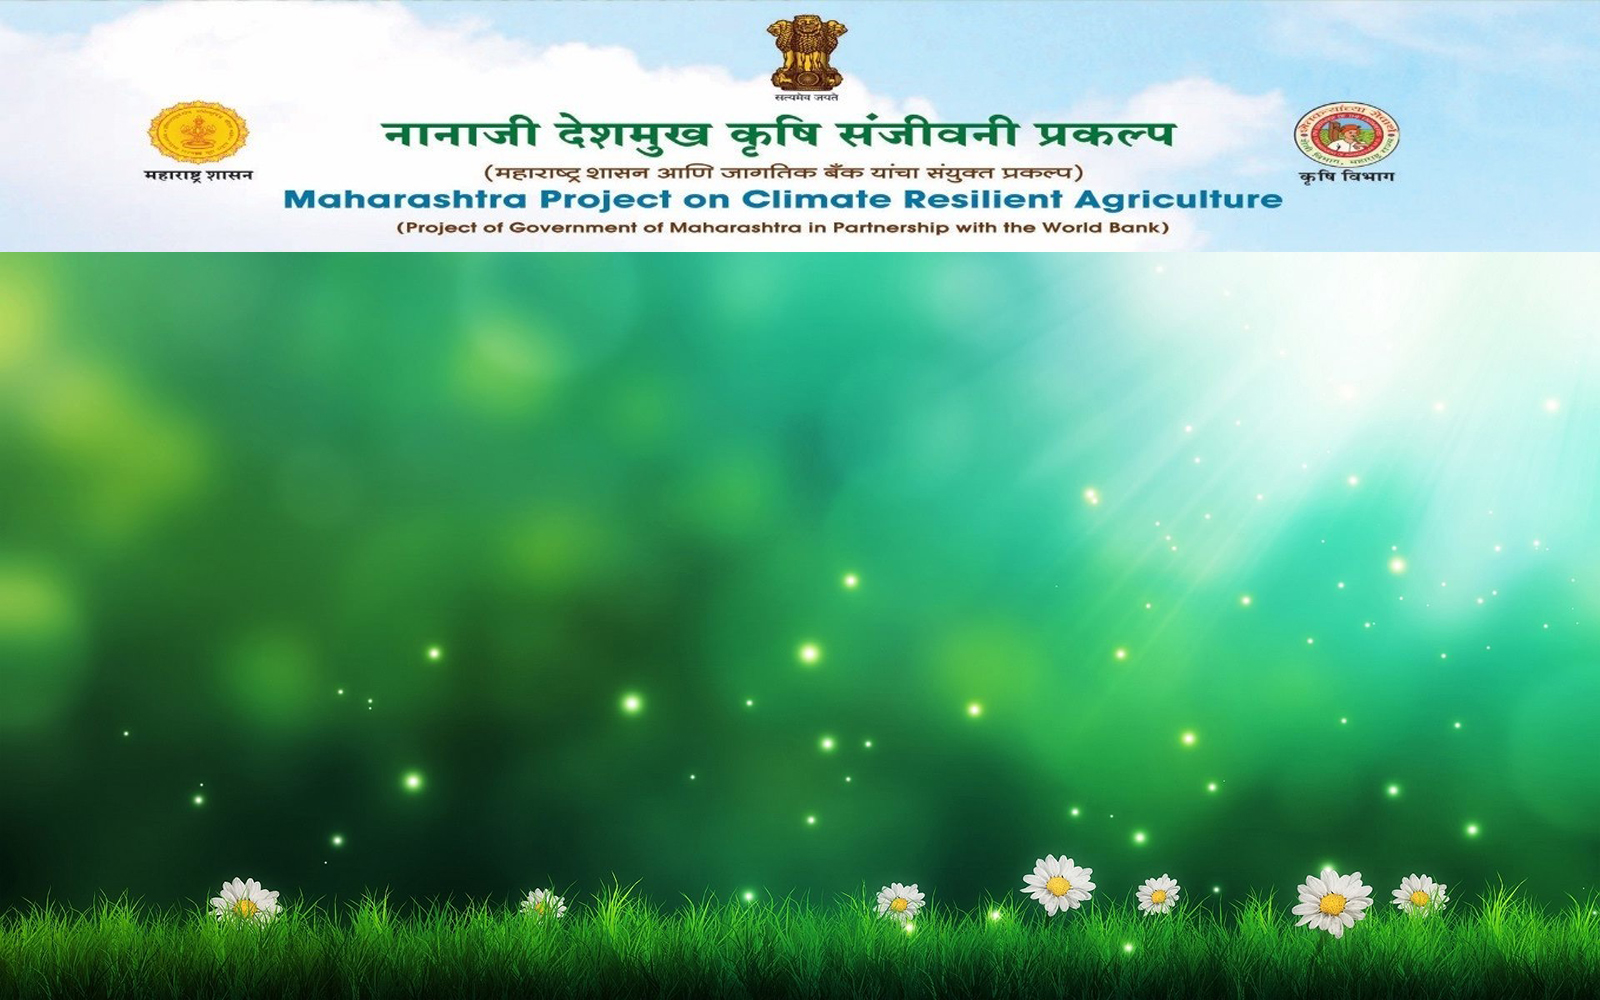 सत्यमेव जयते
नानाजी देशमुख कृषि संजीवनी प्रकल्प
महाराष्ट्र शासन
(महाराष्ट्र शासन आणि जागतिक बँक यांचा संयुक्त प्रकल्प)
कृषि विभाग
Maharashtra Project on Climate Resilient Agriculture
(Project of Government of Maharashtra in Partnership with the World Bank)